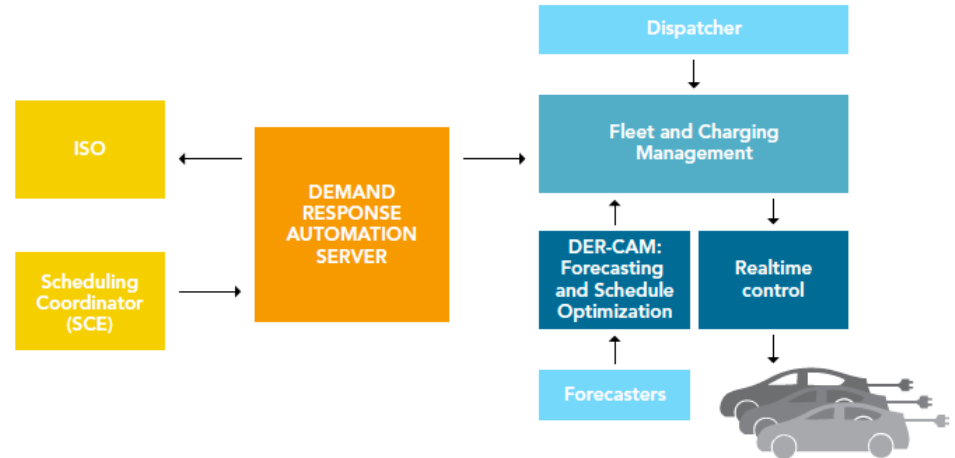 Dispatcher
ISO
Fleet and Charging
Management
DEMAND
RESPONSE
AUTOMATION
SERVER
Scheduling
Coordinator
(SCE)
DER-CAM:
Forecasting
and Schedule
Optimization
Realtime
control
Forecasters